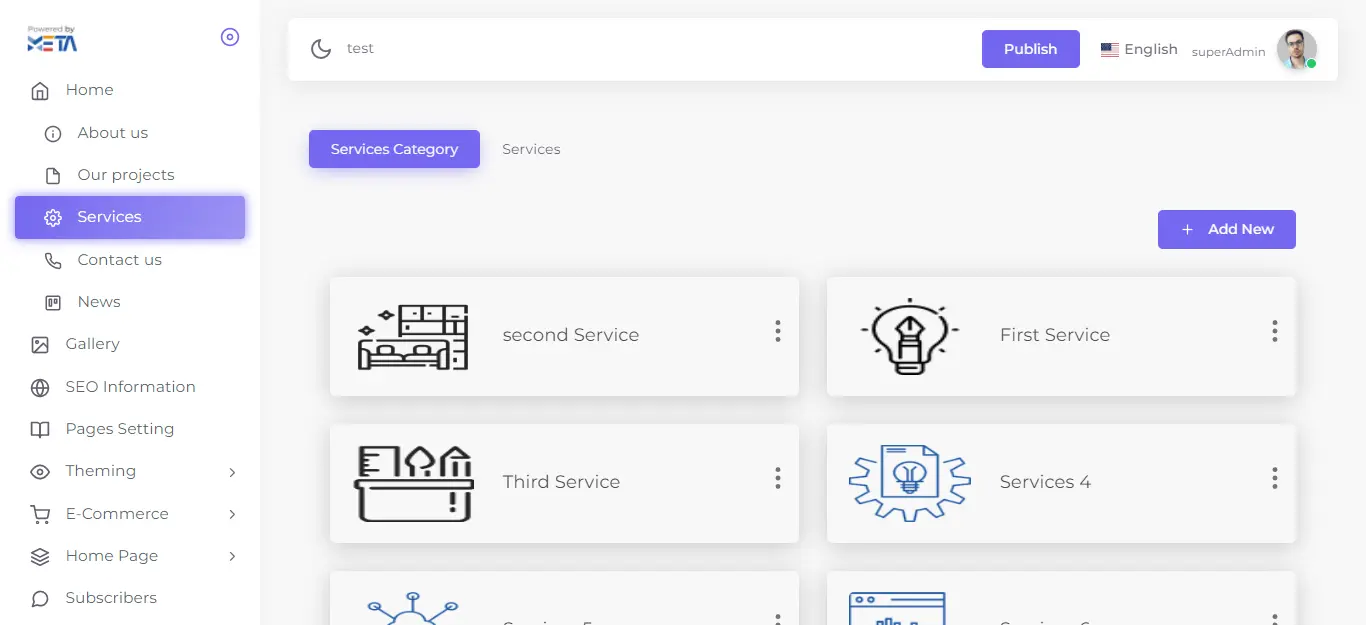 Powered by
META
Home
About us
Our projects
Services
Contact us
News
Gallery
SEO Information
Pages Setting
Theming
E-Commerce
Home Page
Subscribers
test
Publish
English
superAdmin
Services Category
Services
+ Add New
second Service
First Service
Third Service
Services 4